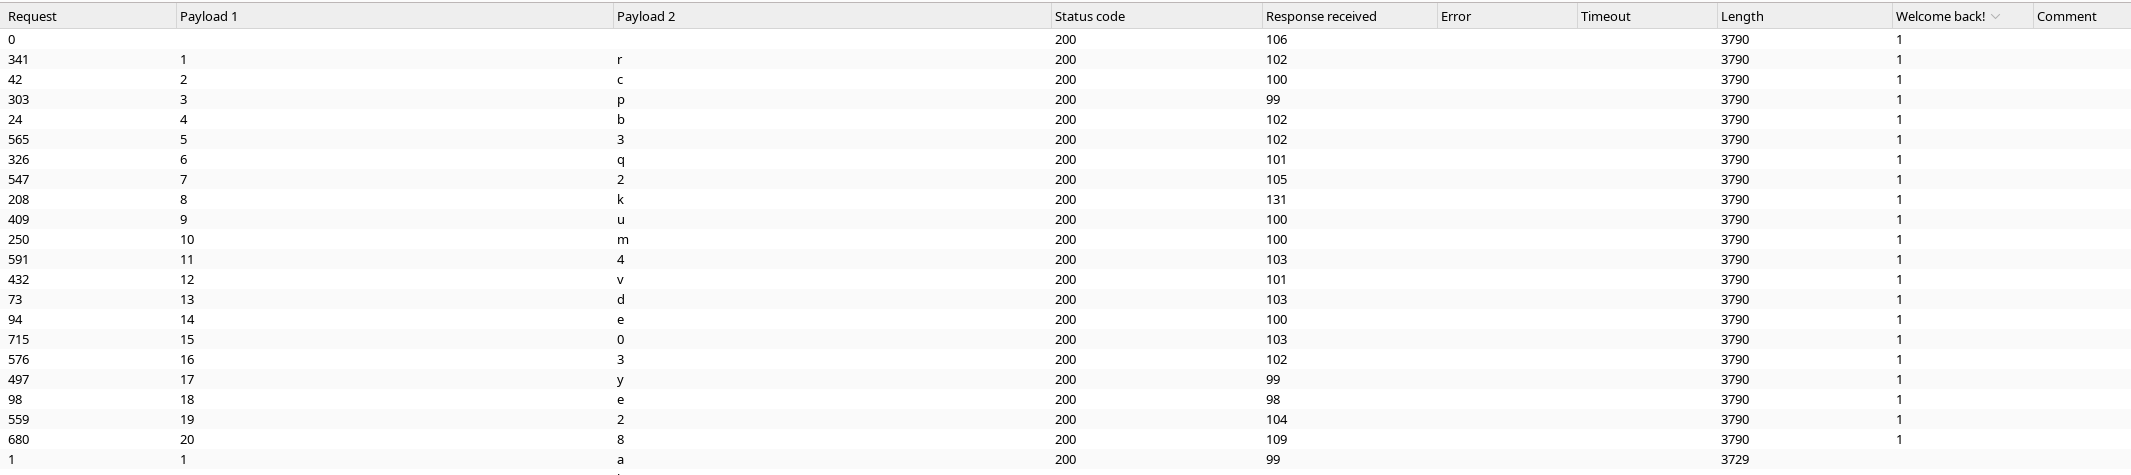 Request Payload 1 Payload 2 Status code Response received Error Timeout Length Welcome back! Comment
0 200 106 3790 1
341 1 r 200 102 3790 1
42 2 c 200 100 3790 1
303 3 p 200 99 3790 1
24 4 b 200 102 3790 1
565 5 3 200 102 3790 1
326 6 q 200 101 3790 1
547 7 2 200 105 3790 1
208 8 k 200 131 3790 1
409 9 u 200 100 3790 1
250 10 m 200 100 3790 1
591 11 4 200 103 3790 1
432 12 v 200 101 3790 1
73 13 d 200 103 3790 1
94 14 e 200 100 3790 1
715 15 0 200 103 3790 1
576 16 3 200 102 3790 1
497 17 y 200 99 3790 1
98 18 e 200 98 3790 1
559 19 2 200 104 3790 1
680 20 8 200 109 3790 1
1 1 a 200 99 3729